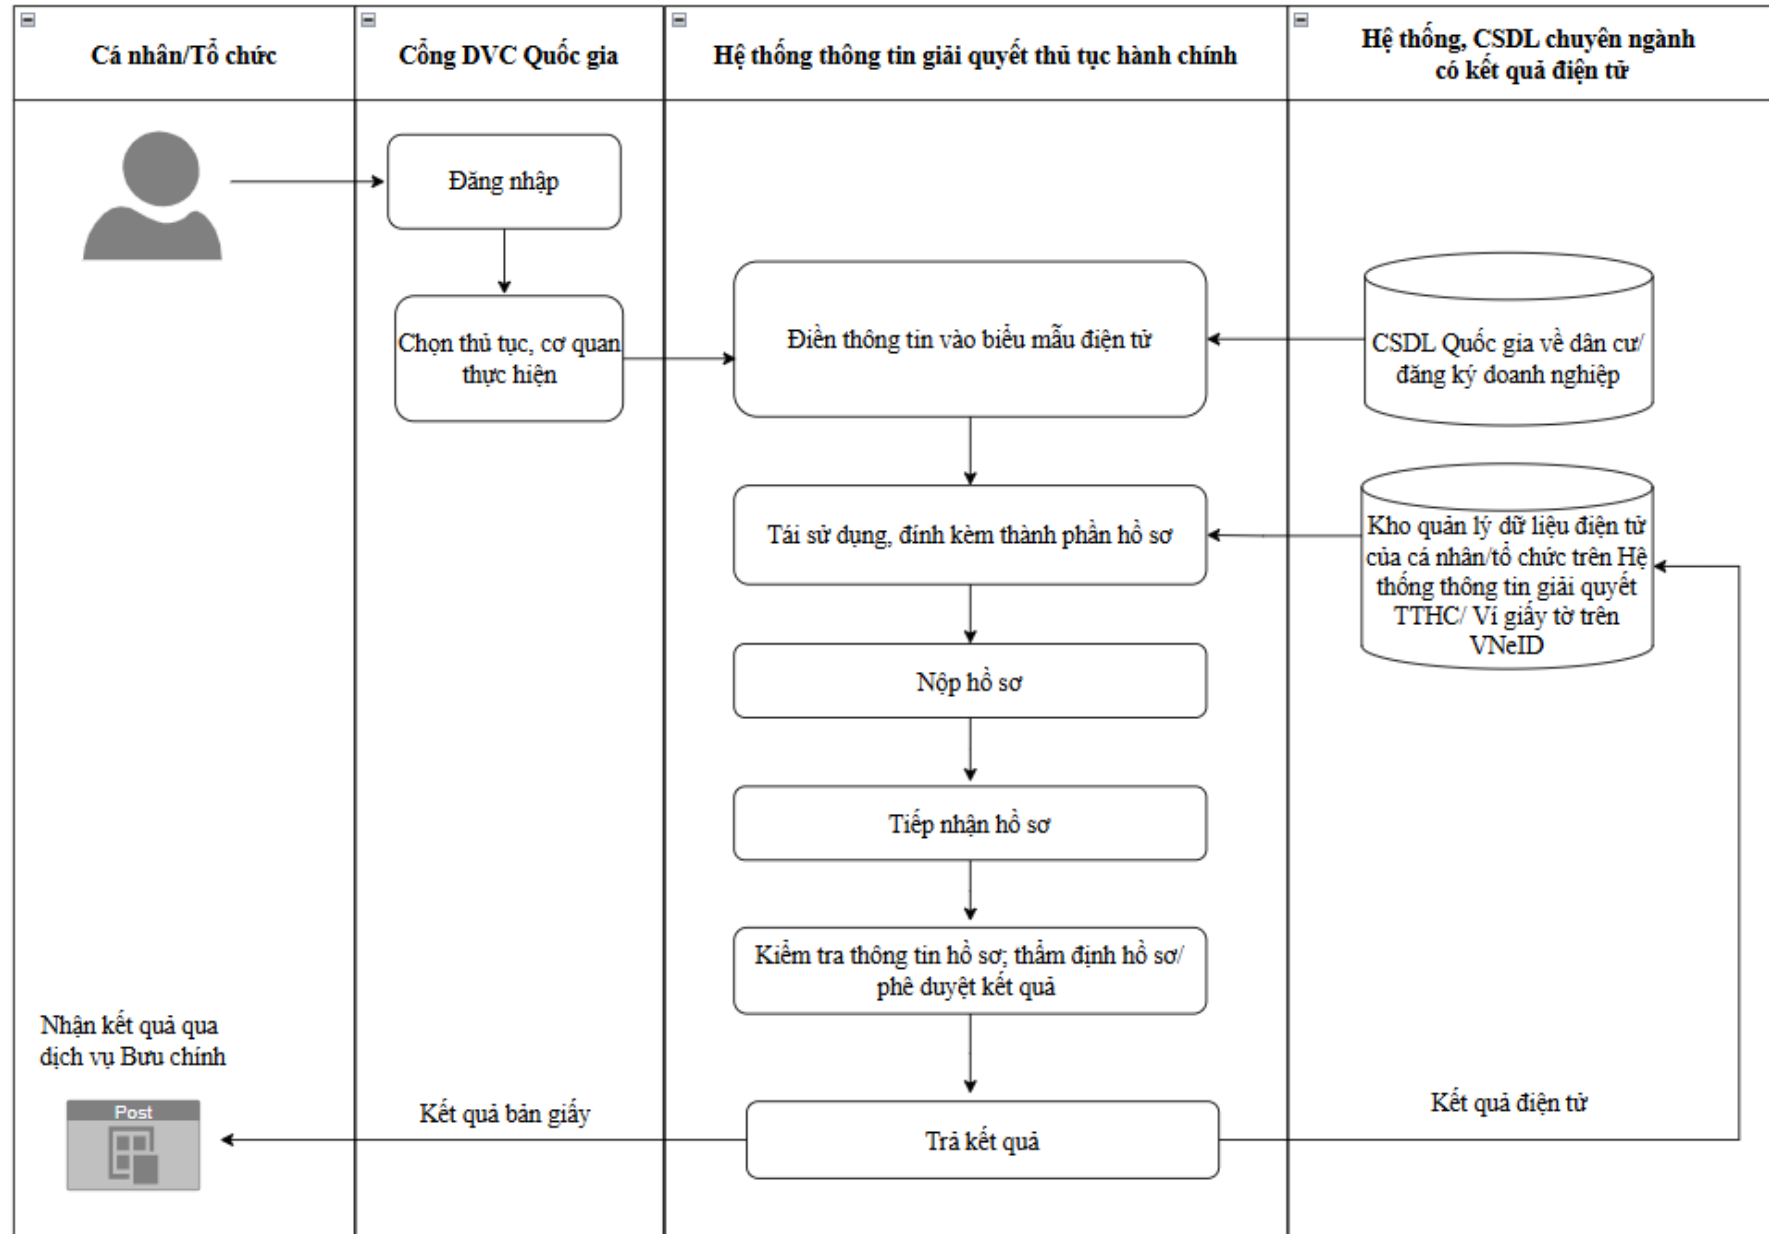 Cá nhân/Tổ chức
Cổng DVC Quốc gia
Hệ thống thông tin giải quyết thủ tục hành chính
Hệ thống, CSDL chuyên ngành
có kết quả điện tử
Đăng nhập
Chọn thủ tục, cơ quan
thực hiện
Điền thông tin vào biểu mẫu điện tử
CSDL Quốc gia về dân cư/
đăng ký doanh nghiệp
Tái sử dụng, đính kèm thành phần hồ sơ
Kho quản lý dữ liệu điện tử
của cá nhân/tổ chức trên Hệ
thống thông tin giải quyết
TTHC/ Ví giấy tờ trên
VNeID
Nộp hồ sơ
Tiếp nhận hồ sơ
Kiểm tra thông tin hồ sơ; thẩm định hồ sơ/
phê duyệt kết quả
Nhận kết quả qua
dịch vụ Bưu chính
Post
Kết quả bản giấy
Trả kết quả
Kết quả điện tử